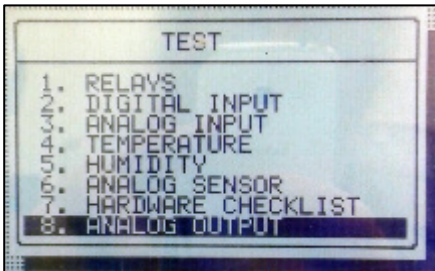 TEST
1. RELAYS
2. DIGITAL INPUT
3. ANALOG INPUT
4. TEMPERATURE
5. HUMIDITY
6. ANALOG SENSOR
7. HARDWARE CHECKLIST
8. ANALOG OUTPUT